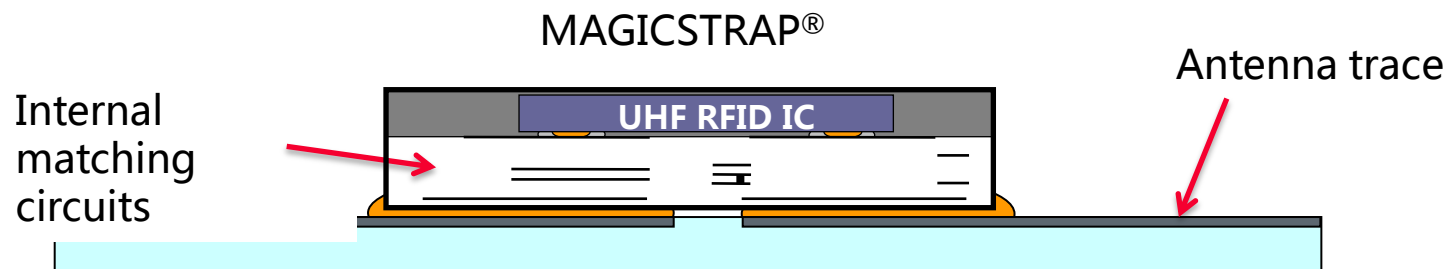 MAGICSTRAP®
Antenna trace
Internal
matching
circuits
UHF RFID IC